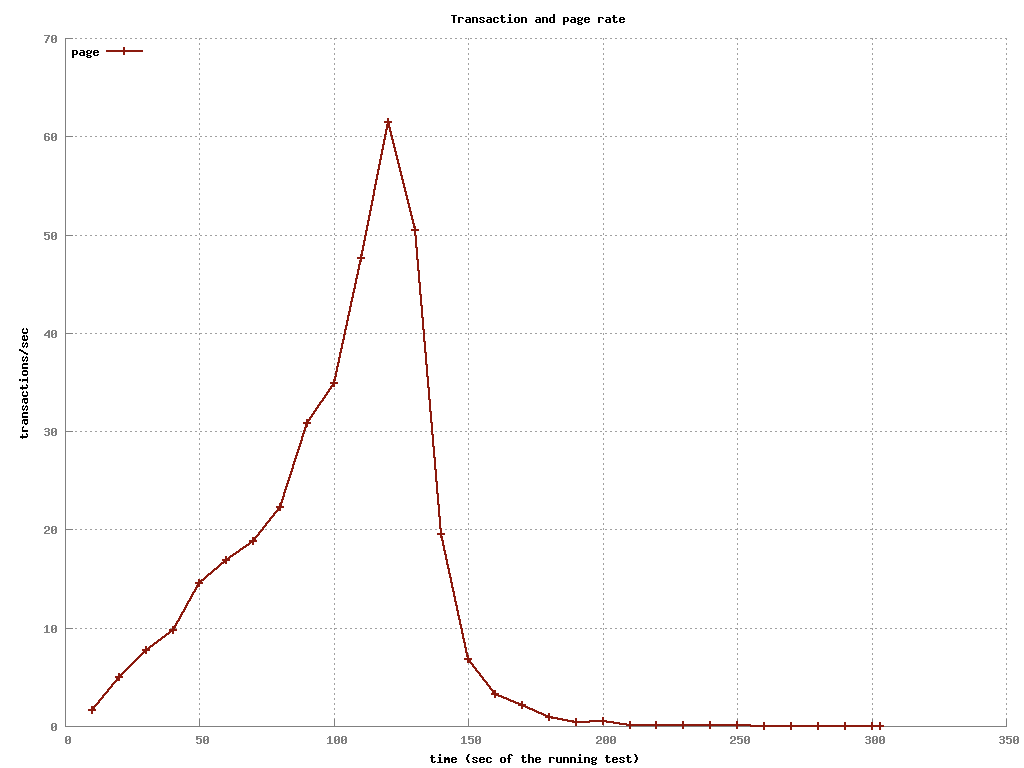 Transaction and page rate
page
70
60
50
40
30
20
10
0
transactions/sec
0 50 100 150 200 250 300 350
time (sec of the running test)